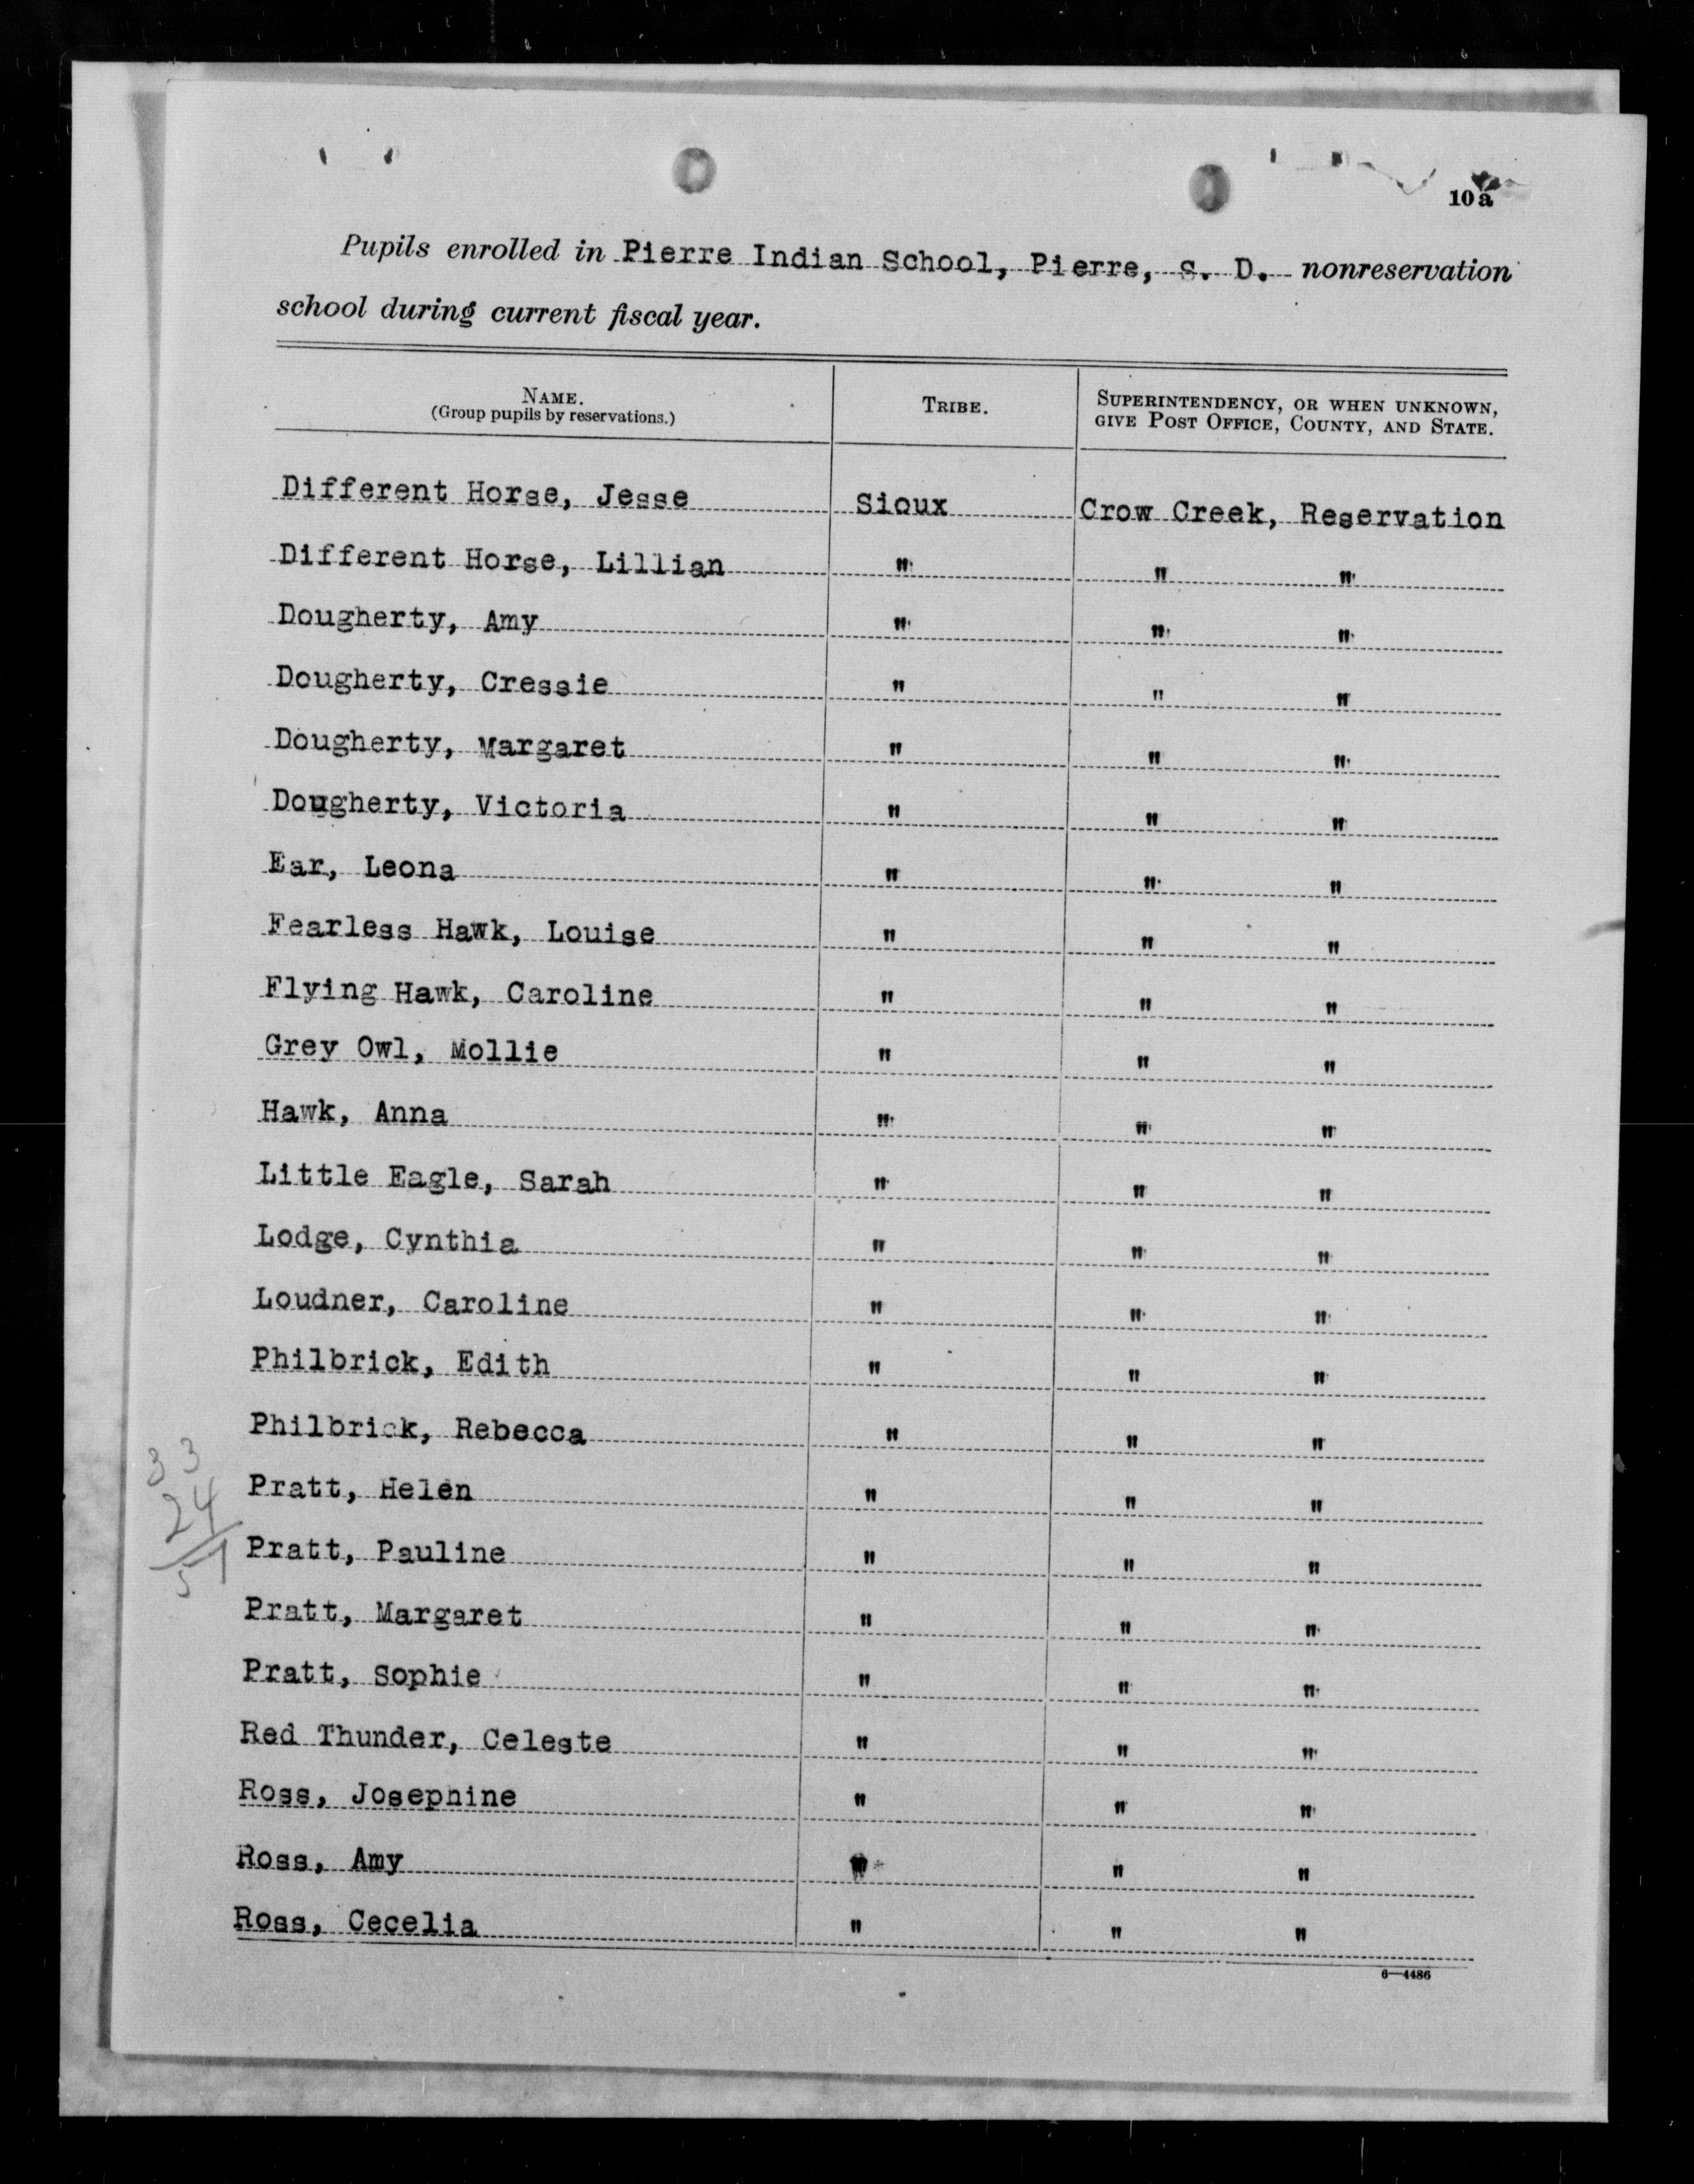 10a
Pupils enrolled in Pierre Indian School, Pierre, S. D. nonreservation
school during current fiscal year.
NAME. TRIBE. SUPERINTENDENCY, OR WHEN UNKNOWN,
(Group pupils by reservations.) GIVE POST OFFICE, COUNTY, AND STATE.
Different Horse, Jesse Sioux Crow Creek, Reservation
Different Horse, Lillian " " "
Dougherty, Amy " " "
Dougherty, Cressie " " "
Dougherty, Margaret " " "
Dougherty, Victoria " " "
Ear, Leona " " "
Fearless Hawk, Louise " " "
Flying Hawk, Caroline " " "
Grey Owl, Mollie " " "
Hawk, Anna " " "
Little Eagle, Sarah " " "
Lodge, Cynthia " " "
Loudner, Caroline " " "
Philbrick, Edith " " "
Philbrick, Rebecca " " "
33
Pratt, Helen " " "
24
Pratt, Pauline " " "
57
Pratt, Margaret " " "
Pratt, Sophie " " "
Red Thunder, Celeste " " "
Ross, Josephine " " "
Ross, Amy " " "
Ross, Cecelia " " "
6—4486